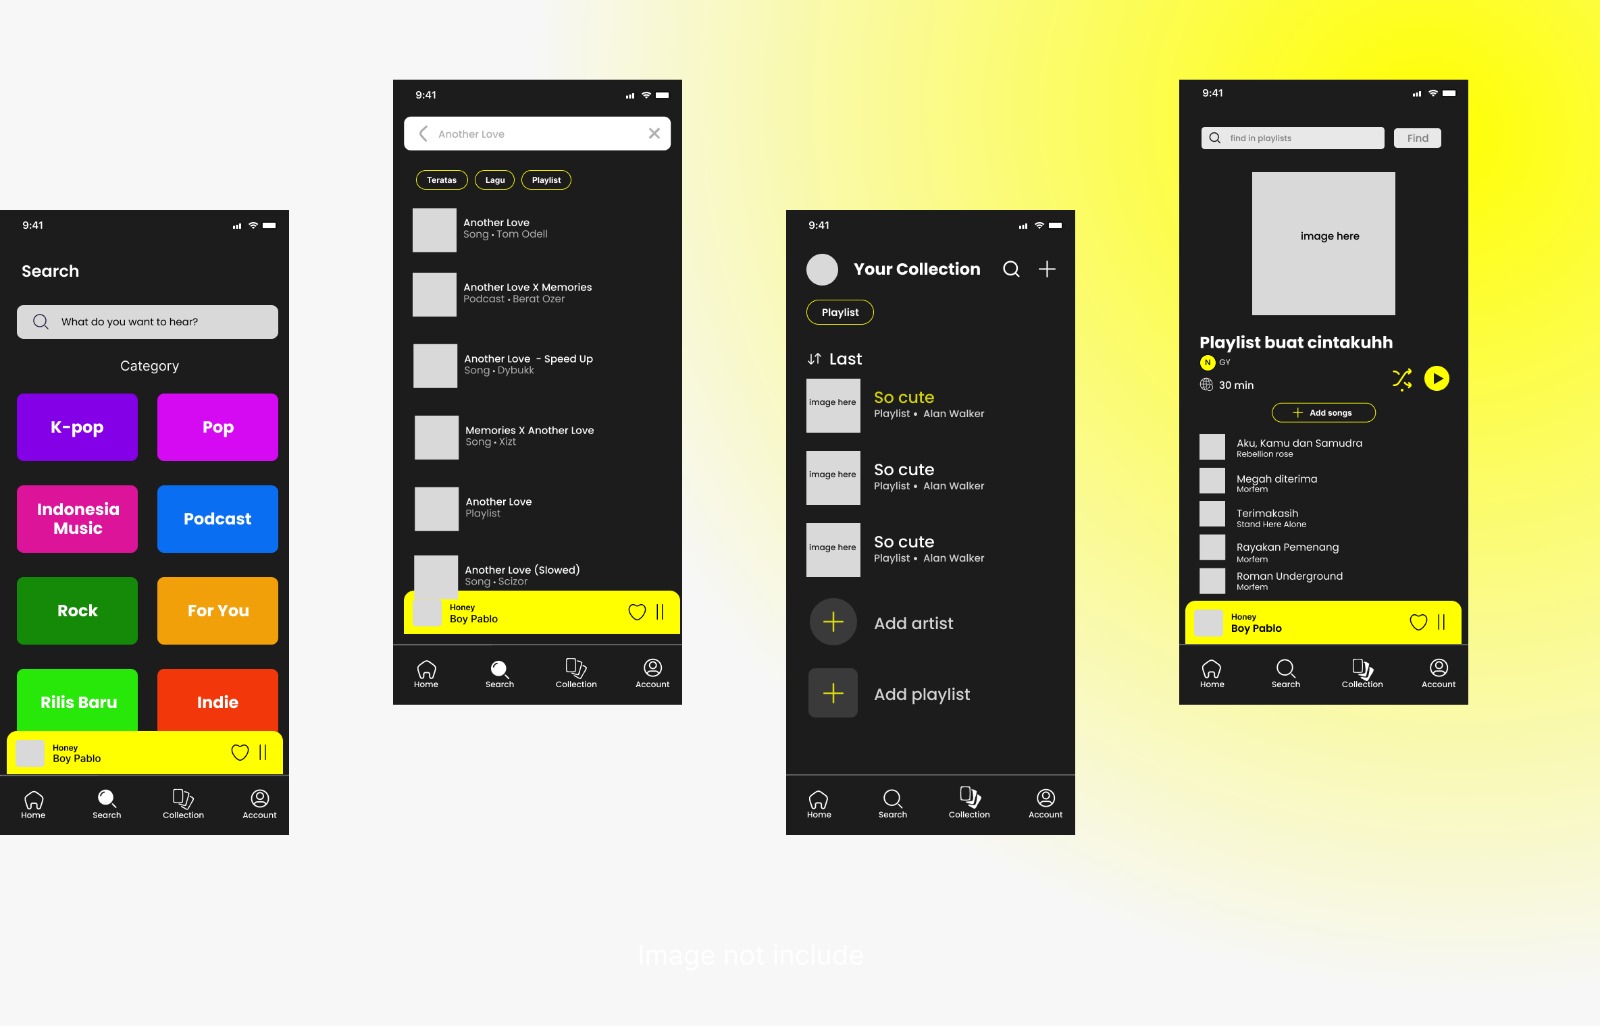 9:41
Search
What do you want to hear?
Category
K-pop
Pop
Indonesia
Music
Podcast
Rock
For You
Rilis Baru
Indie
Honey
Boy Pablo
Home
Search
Collection
Account
9:41
Another Love
Teratas
Lagu
Playlist
Another Love
Song • Tom Odell
Another Love X Memories
Podcast • Berat Ozer
Another Love - Speed Up
Song • Dybukk
Memories X Another Love
Song • Xizt
Another Love
Playlist
Another Love (Slowed)
Song • Scizor
Honey
Boy Pablo
Home
Search
Collection
Account
9:41
Your Collection
Playlist
Last
image here
So cute
Playlist • Alan Walker
image here
So cute
Playlist • Alan Walker
image here
So cute
Playlist • Alan Walker
Add artist
Add playlist
Home
Search
Collection
Account
9:41
find in playlists
Find
image here
Playlist buat cintakuhh
N GY
30 min
Add songs
Aku, Kamu dan Samudra
Rebellion rose
Megah diterima
Morfem
Terimakasih
Stand Here Alone
Rayakan Pemenang
Morfem
Roman Underground
Morfem
Honey
Boy Pablo
Home
Search
Collection
Account
Image not include